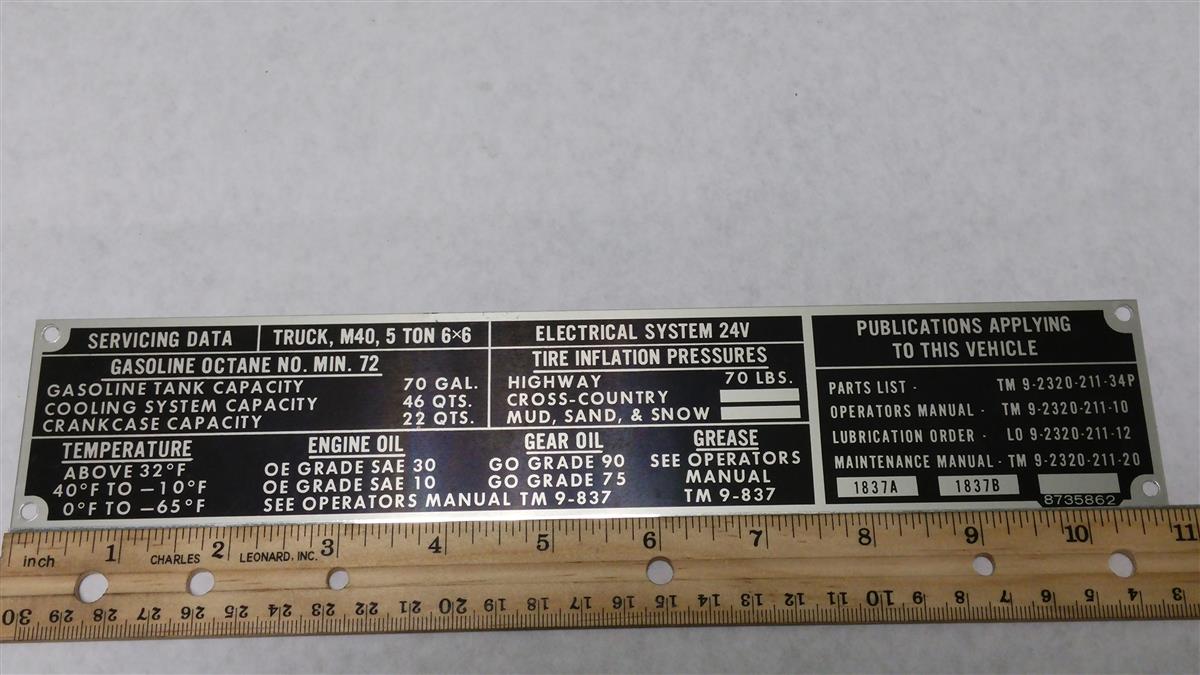 SERVICING DATA
TRUCK, M40, 5 TON 6×6
GASOLINE OCTANE NO. MIN. 72
GASOLINE TANK CAPACITY 70 GAL.
COOLING SYSTEM CAPACITY 46 QTS.
CRANKCASE CAPACITY 22 QTS.
ELECTRICAL SYSTEM 24V
TIRE INFLATION PRESSURES
HIGHWAY 70 LBS.
CROSS-COUNTRY
MUD, SAND, & SNOW
TEMPERATURE ENGINE OIL GEAR OIL GREASE
ABOVE 32°F OE GRADE SAE 30 GO GRADE 90 SEE OPERATORS
40°F TO —10°F OE GRADE SAE 10 GO GRADE 75 MANUAL
0°F TO —65°F SEE OPERATORS MANUAL TM 9-837 TM 9-837
PUBLICATIONS APPLYING
TO THIS VEHICLE
PARTS LIST - TM 9-2320-211-34P
OPERATORS MANUAL - TM 9-2320-211-10
LUBRICATION ORDER - LO 9-2320-211-12
MAINTENANCE MANUAL - TM 9-2320-211-20
1837A 1837B
8735862
1 2 3 4 5 6 7 8 9 10 11
inch CHARLES LEONARD, INC.
30 29 28 27 26 25 24 23 22 21 20 19 18 17 16 15 14 13 12 11 10 9 8 7 6 5 4 3